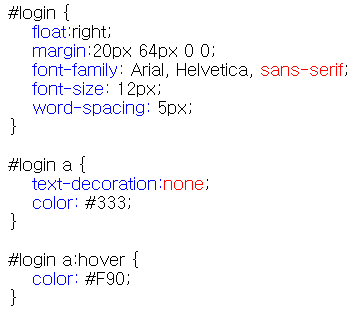 #login {
float:right;
margin:20px 64px 0 0;
font-family: Arial, Helvetica, sans-serif;
font-size: 12px;
word-spacing: 5px;
}
#login a {
text-decoration:none;
color: #333;
}
#login a:hover {
color: #F90;
}